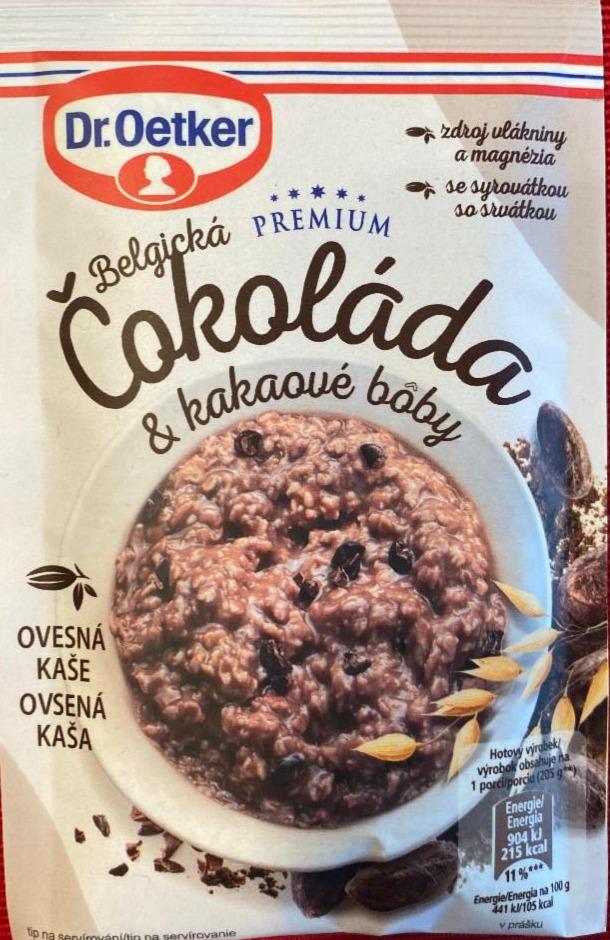 Dr. Oetker
zdroj vlákniny
a magnézia
se syrovátkou
so srvátkou
PREMIUM
Belgická
Čokoláda
& kakaové bôby
OVESNÁ
KAŠE
OVSENÁ
KAŠA
Hotový výrobek/
výrobok obsahuje na
1 porci/porciu (205 g**)
Energie/
Energia
904 kJ
215 kcal
11 %***
Energie/Energia na 100 g
441 kJ/105 kcal
v prášku
tip na servírování/tip na servírovanie